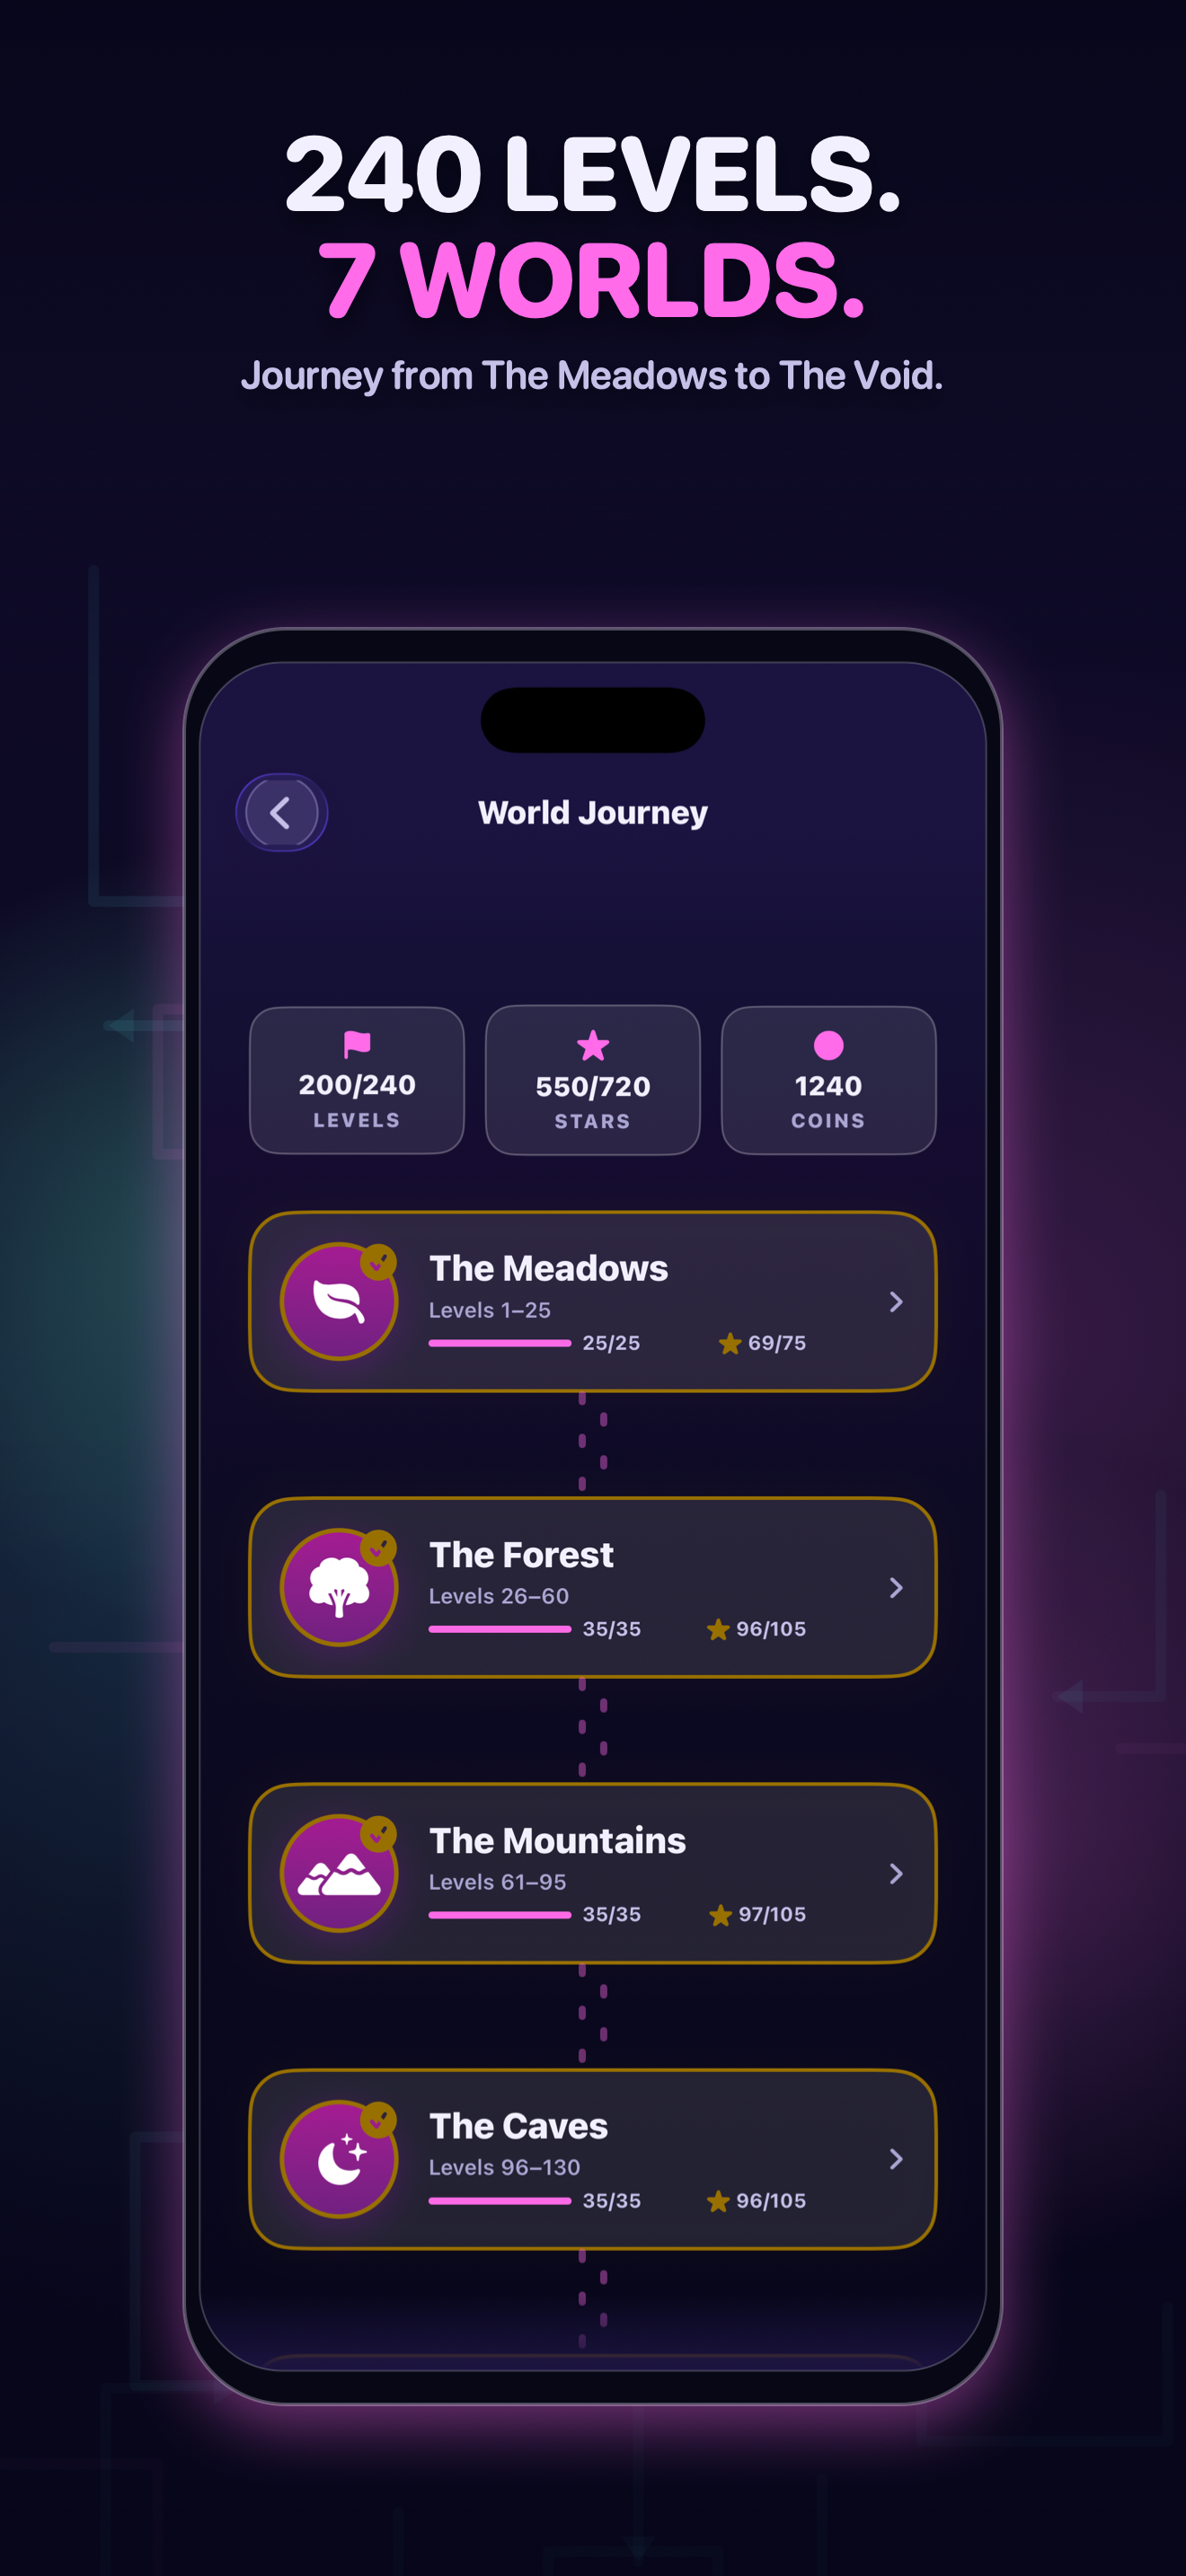 240 LEVELS.
7 WORLDS.
Journey from The Meadows to The Void.
World Journey
200/240
LEVELS
550/720
STARS
1240
COINS
The Meadows
Levels 1–25
25/25
69/75
The Forest
Levels 26–60
35/35
96/105
The Mountains
Levels 61–95
35/35
97/105
The Caves
Levels 96–130
35/35
96/105